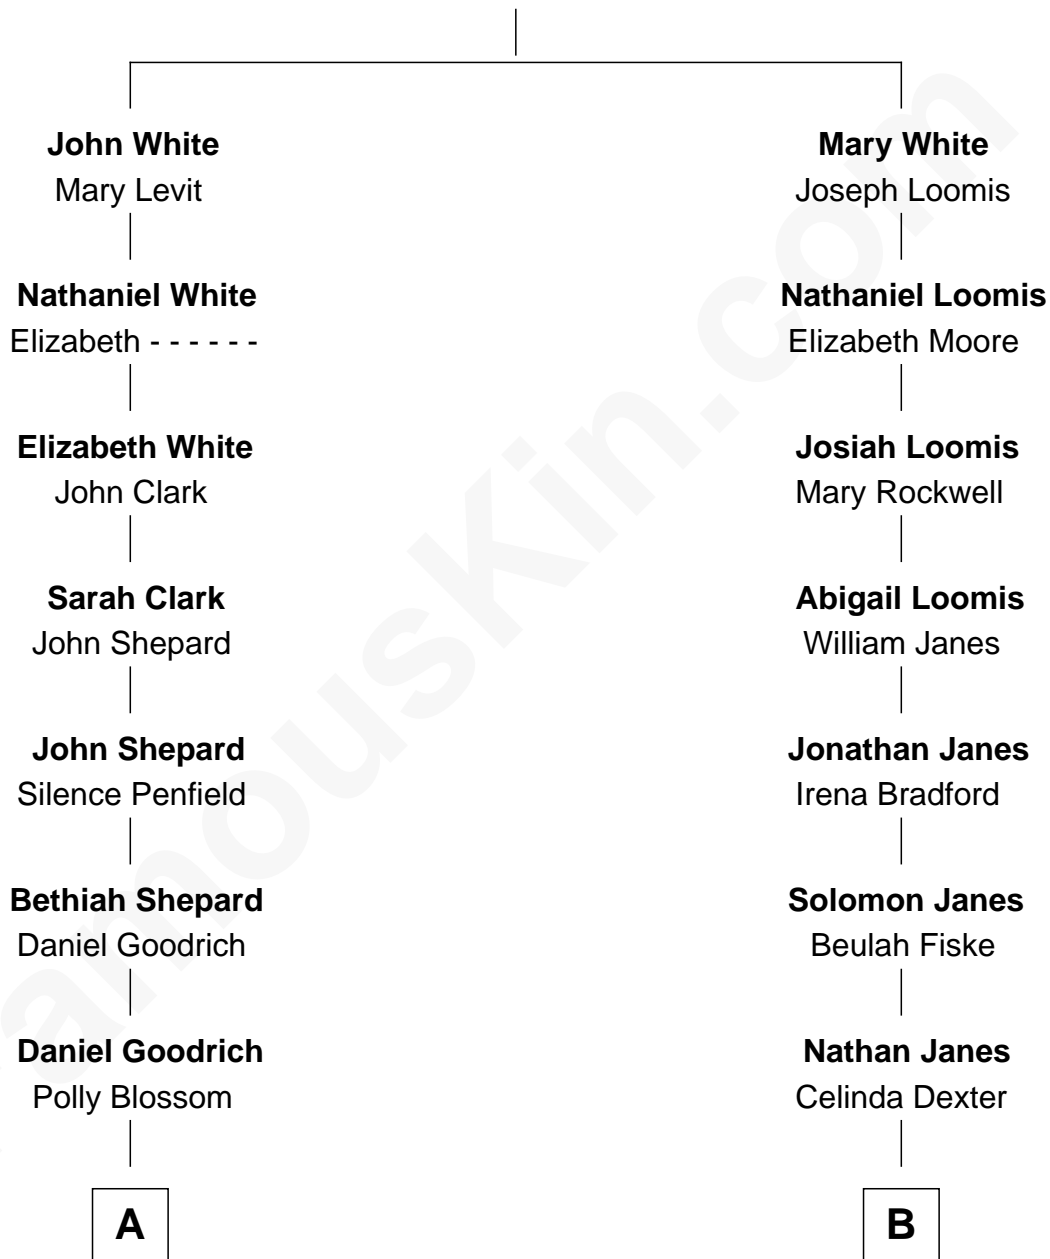 John White
Mary Levit
Mary White
Joseph Loomis
Nathaniel White
Elizabeth - - - - - -
Nathaniel Loomis
Elizabeth Moore
Elizabeth White
John Clark
Josiah Loomis
Mary Rockwell
Sarah Clark
John Shepard
Abigail Loomis
William Janes
John Shepard
Silence Penfield
Jonathan Janes
Irena Bradford
Bethiah Shepard
Daniel Goodrich
Solomon Janes
Beulah Fiske
Daniel Goodrich
Polly Blossom
Nathan Janes
Celinda Dexter
A
B
amouskin.com